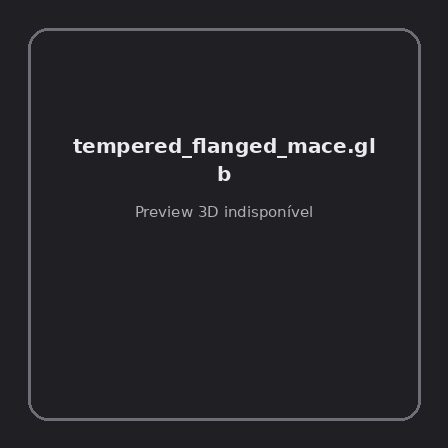 tempered_flanged_mace.gl
b
Preview 3D indisponível